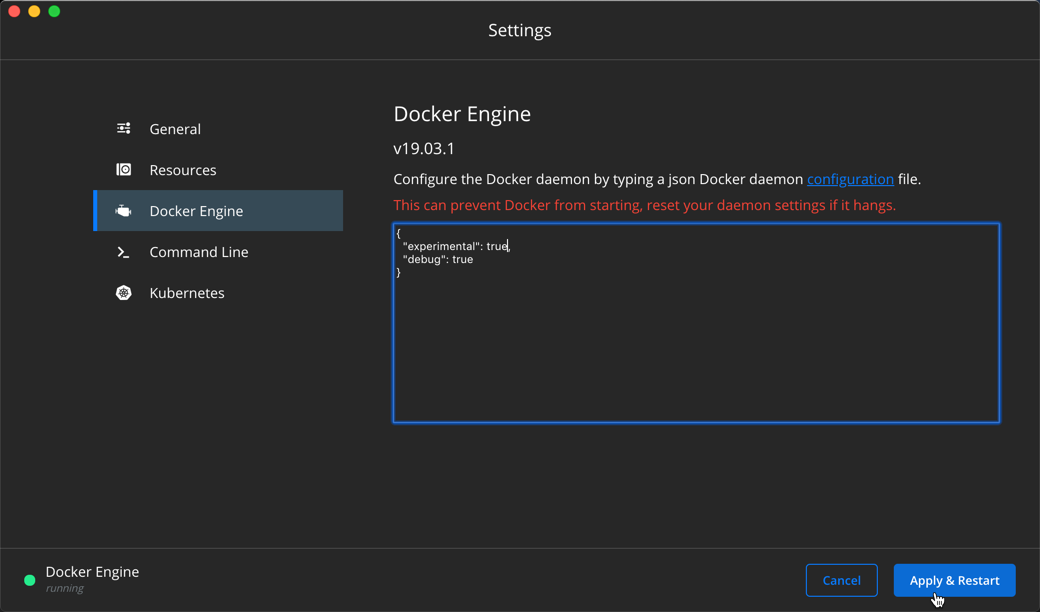 Settings
General
Resources
Docker Engine
Command Line
Kubernetes
Docker Engine
v19.03.1
Configure the Docker daemon by typing a json Docker daemon configuration file.
This can prevent Docker from starting, reset your daemon settings if it hangs.
{
  "experimental": true,
  "debug": true
}
Docker Engine
running
Cancel
Apply & Restart